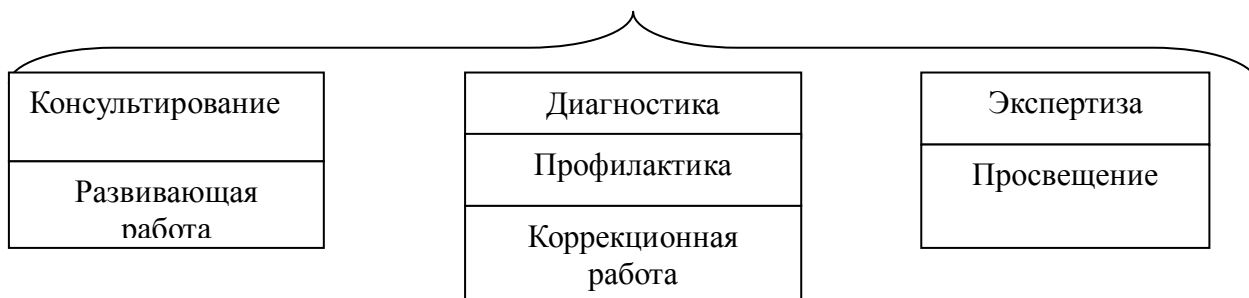 Консультирование
Развивающая
работа
Диагностика
Профилактика
Коррекционная
работа
Экспертиза
Просвещение